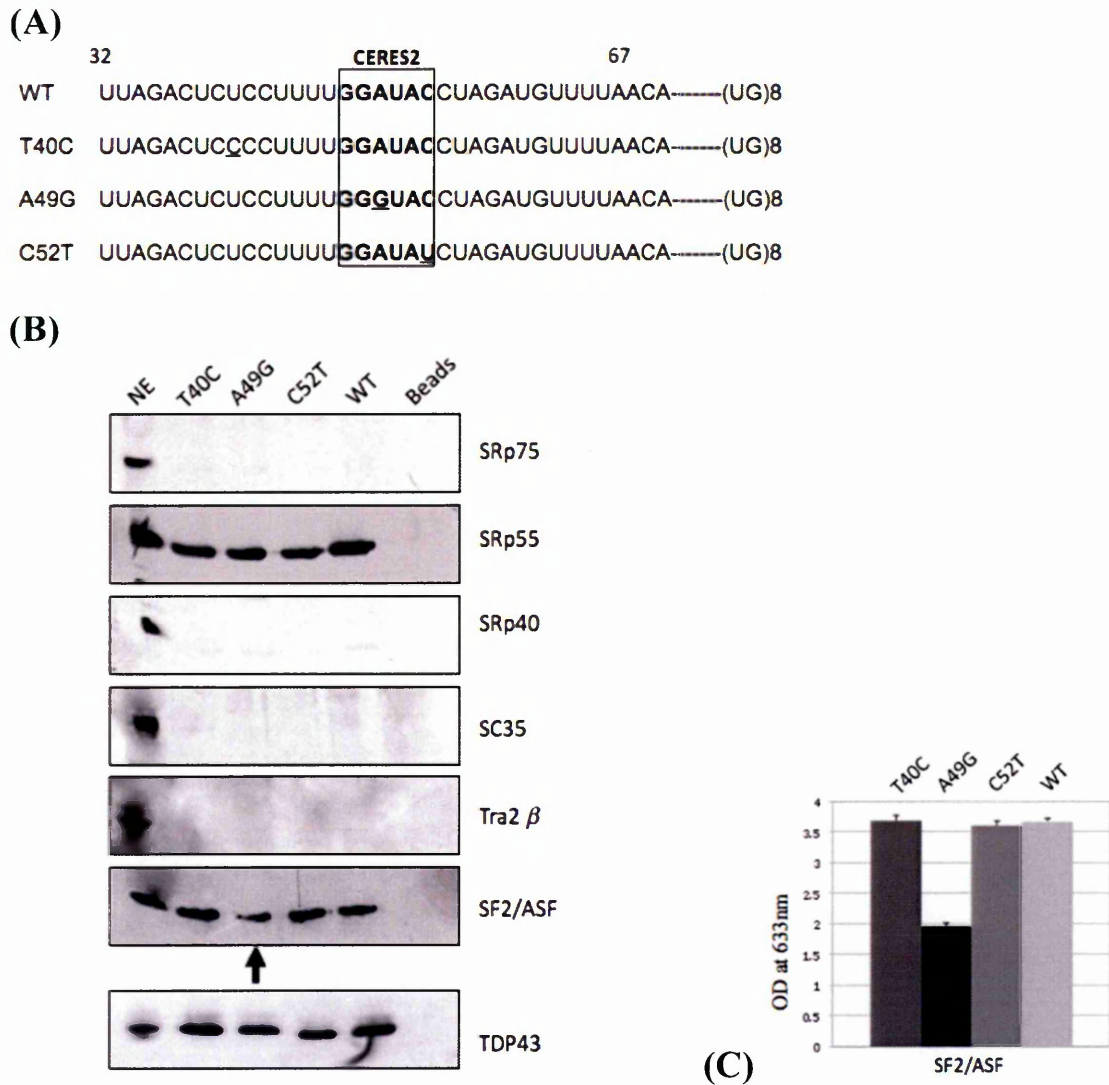 (A)
32 CERES2 67
WT UUAGACUCUCCUUUUGGAUACCUAGAUGUUUUAACA-------(UG)8
T40C UUAGACUCCCCUUUUGGAUACCUAGAUGUUUUAACA-------(UG)8
A49G UUAGACUCUCCUUUUGGGUACCUAGAUGUUUUAACA-------(UG)8
C52T UUAGACUCUCCUUUUGGAUAUCUAGAUGUUUUAACA-------(UG)8
(B)
NE T40C A49G C52T WT Beads
SRp75
SRp55
SRp40
SC35
Tra2 β
SF2/ASF
TDP43
T40C A49G C52T WT
4
3.5
3
2.5
2
1.5
1
0.5
0
OD at 633nm
SF2/ASF
(C)